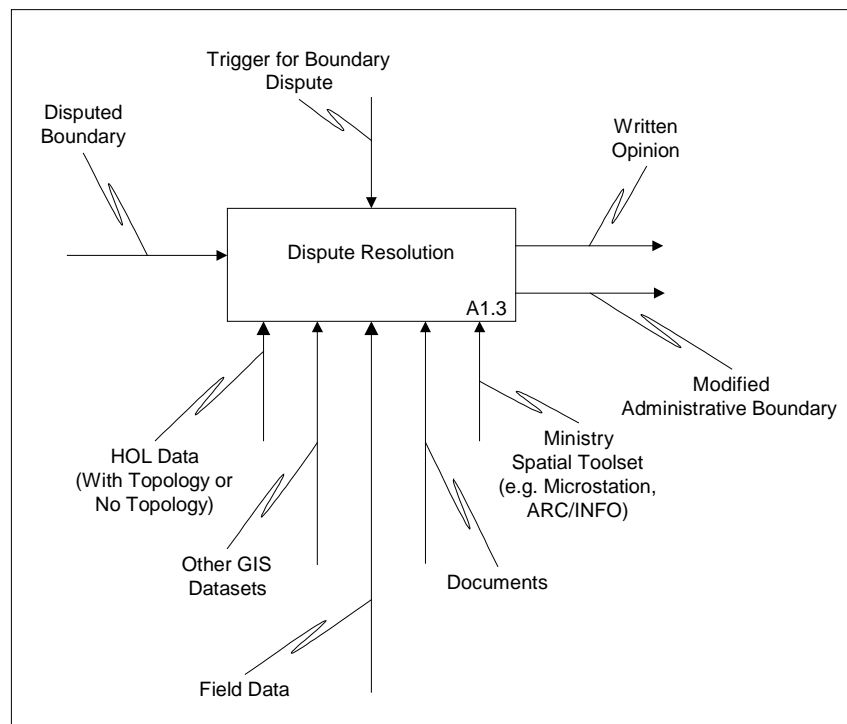 Trigger for Boundary
Dispute
Disputed
Boundary
Written
Opinion
Dispute Resolution
A1.3
Modified
Administrative Boundary
HOL Data
(With Topology or
No Topology)
Ministry
Spatial Toolset
(e.g. Microstation,
ARC/INFO)
Other GIS
Datasets
Documents
Field Data